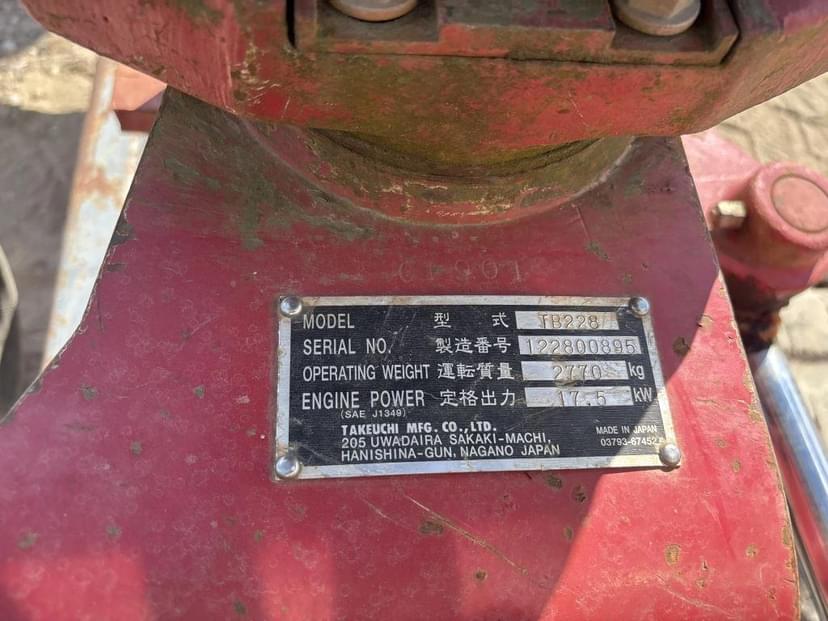 MODEL 型 式 TB228
SERIAL NO. 製造番号 122800895
OPERATING WEIGHT 運転質量 2770 kg
ENGINE POWER 定格出力 17.5 kW
(SAE J1349)
TAKEUCHI MFG. CO., LTD.
205 UWADAIRA SAKAKI-MACHI,
HANISHINA-GUN, NAGANO JAPAN
MADE IN JAPAN
03793-67452